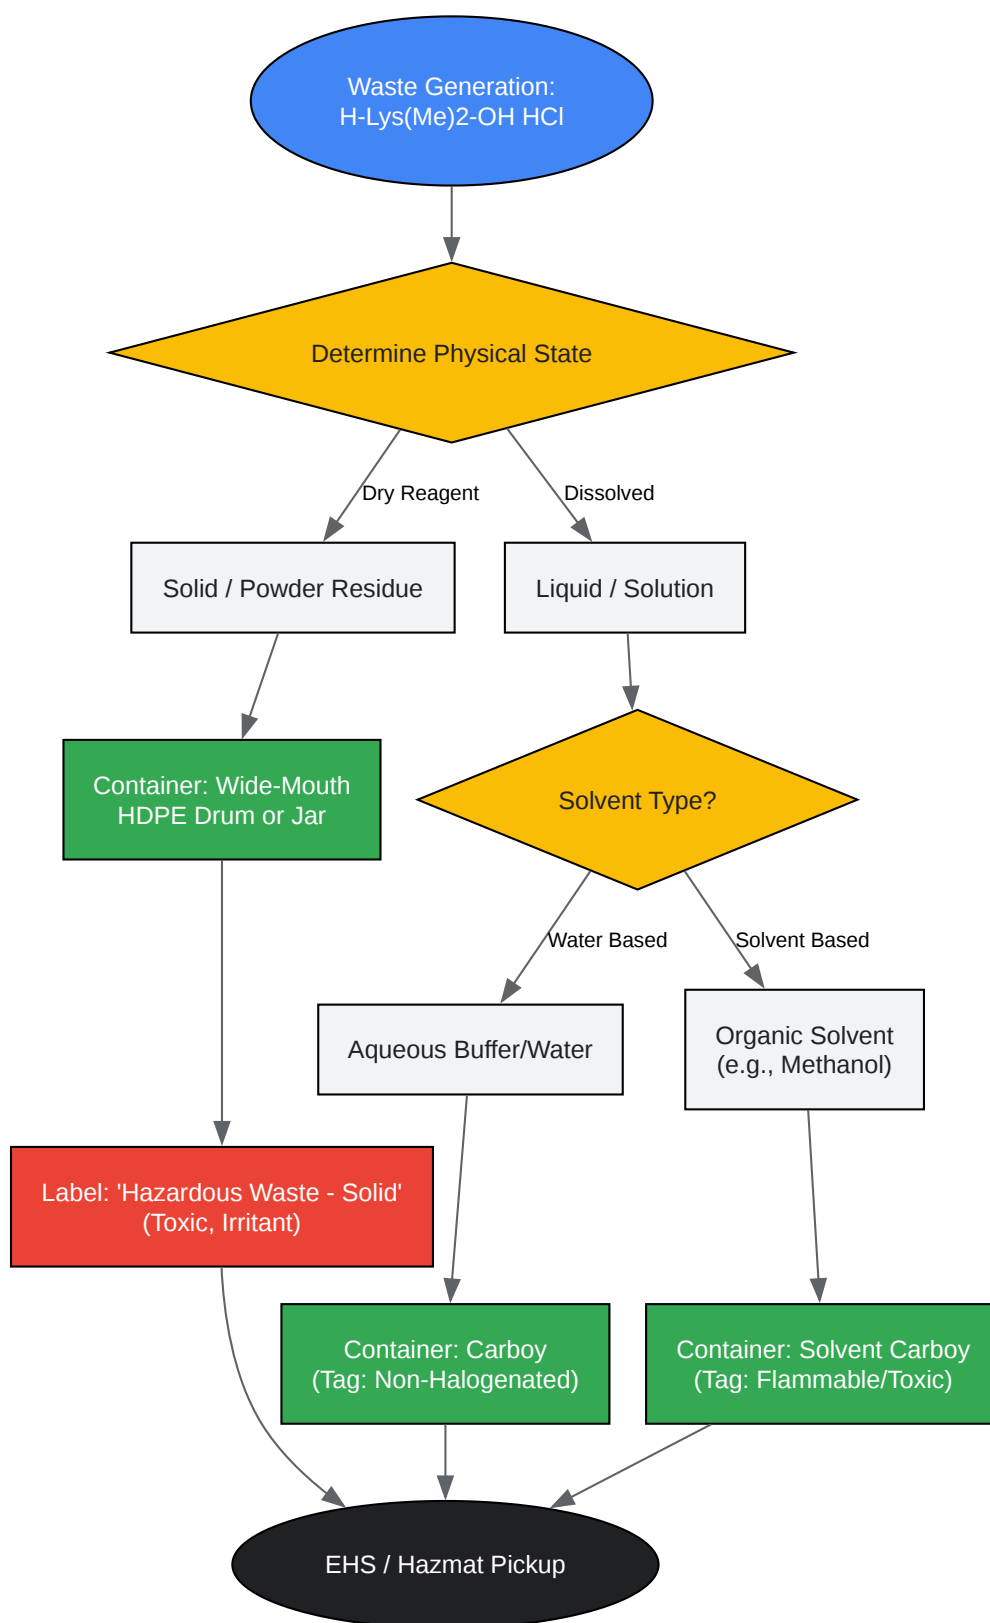 Waste Generation:
H-Lys(Me)2-OH HCl
Determine Physical State
Dry Reagent
Dissolved
Solid / Powder Residue
Liquid / Solution
Container: Wide-Mouth
HDPE Drum or Jar
Solvent Type?
Water Based
Solvent Based
Aqueous Buffer/Water
Organic Solvent
(e.g., Methanol)
Label: 'Hazardous Waste - Solid'
(Toxic, Irritant)
Container: Carboy
(Tag: Non-Halogenated)
Container: Solvent Carboy
(Tag: Flammable/Toxic)
EHS / Hazmat Pickup